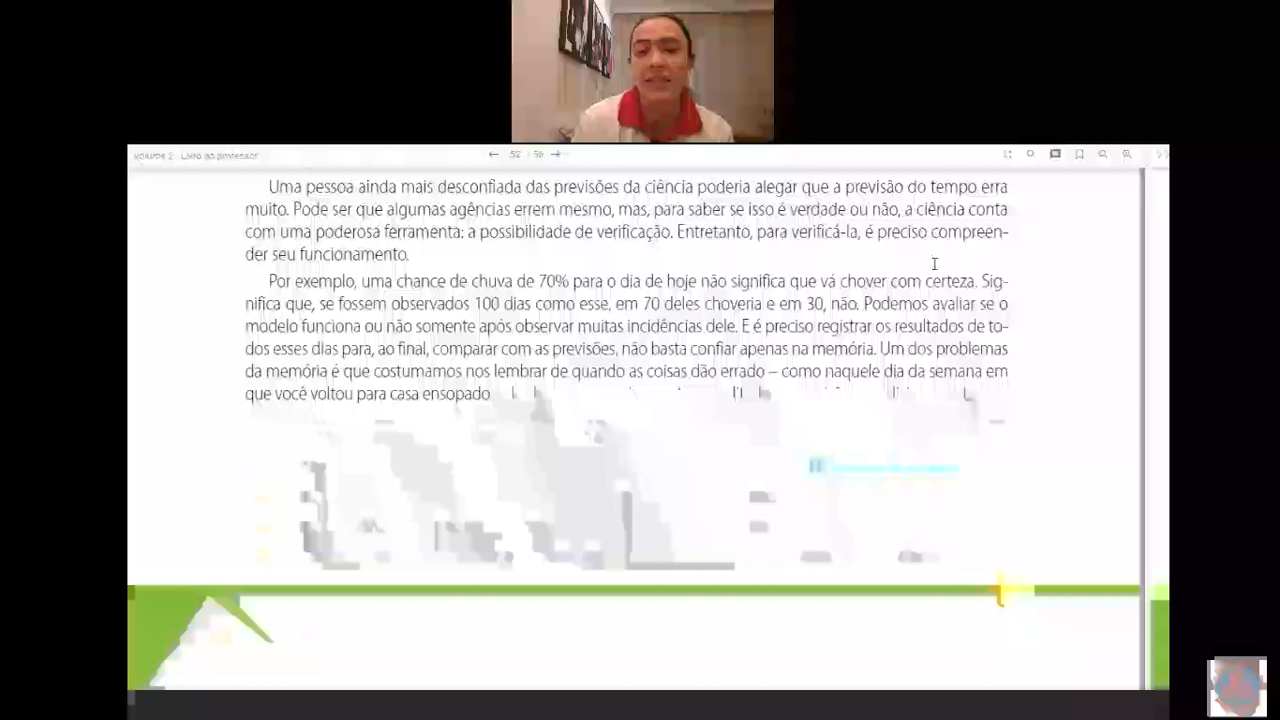 Volume 2 - Livro do professor
52 / 56
Uma pessoa ainda mais desconfiada das previsões da ciência poderia alegar que a previsão do tempo erra
muito. Pode ser que algumas agências errem mesmo, mas, para saber se isso é verdade ou não, a ciência conta
com uma poderosa ferramenta: a possibilidade de verificação. Entretanto, para verificá-la, é preciso compreen-
der seu funcionamento.
Por exemplo, uma chance de chuva de 70% para o dia de hoje não significa que vá chover com certeza. Sig-
nifica que, se fossem observados 100 dias como esse, em 70 deles choveria e em 30, não. Podemos avaliar se o
modelo funciona ou não somente após observar muitas incidências dele. E é preciso registrar os resultados de to-
dos esses dias para, ao final, comparar com as previsões, não basta confiar apenas na memória. Um dos problemas
da memória é que costumamos nos lembrar de quando as coisas dão errado – como naquele dia da semana em
que você voltou para casa ensopado